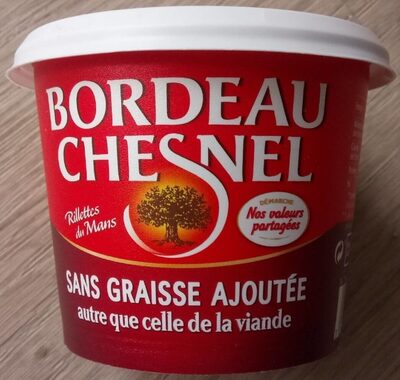 BORDEAU
CHESNEL
Rillettes
du Mans
DÉMARCHE
Nos valeurs
partagées
SANS GRAISSE AJOUTÉE
autre que celle de la viande